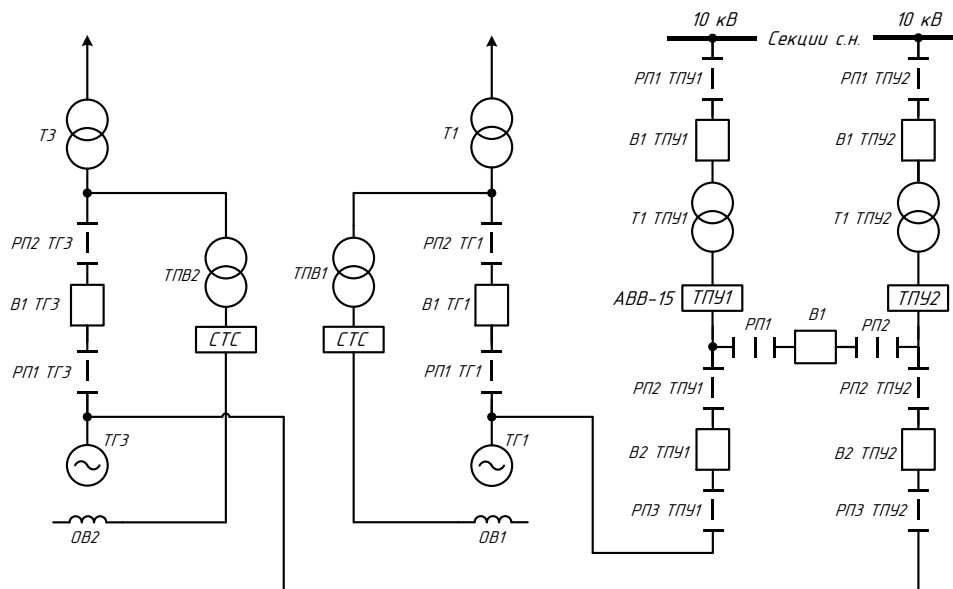 10 кВ
10 кВ
Секции с.н.
РП1 ТПУ1
РП1 ТПУ2
Т3
Т1
В1 ТПУ1
В1 ТПУ2
Т1 ТПУ1
Т1 ТПУ2
РП2 ТГ3
ТПВ2
ТПВ1
РП2 ТГ1
АВВ-15
ТПУ1
ТПУ2
В1 ТГ3
СТС
СТС
В1 ТГ1
РП1
В1
РП2
РП1 ТГ3
РП1 ТГ1
РП2 ТПУ1
РП2 ТПУ2
ТГ3
ТГ1
В2 ТПУ1
В2 ТПУ2
РП3 ТПУ1
РП3 ТПУ2
ОВ2
ОВ1